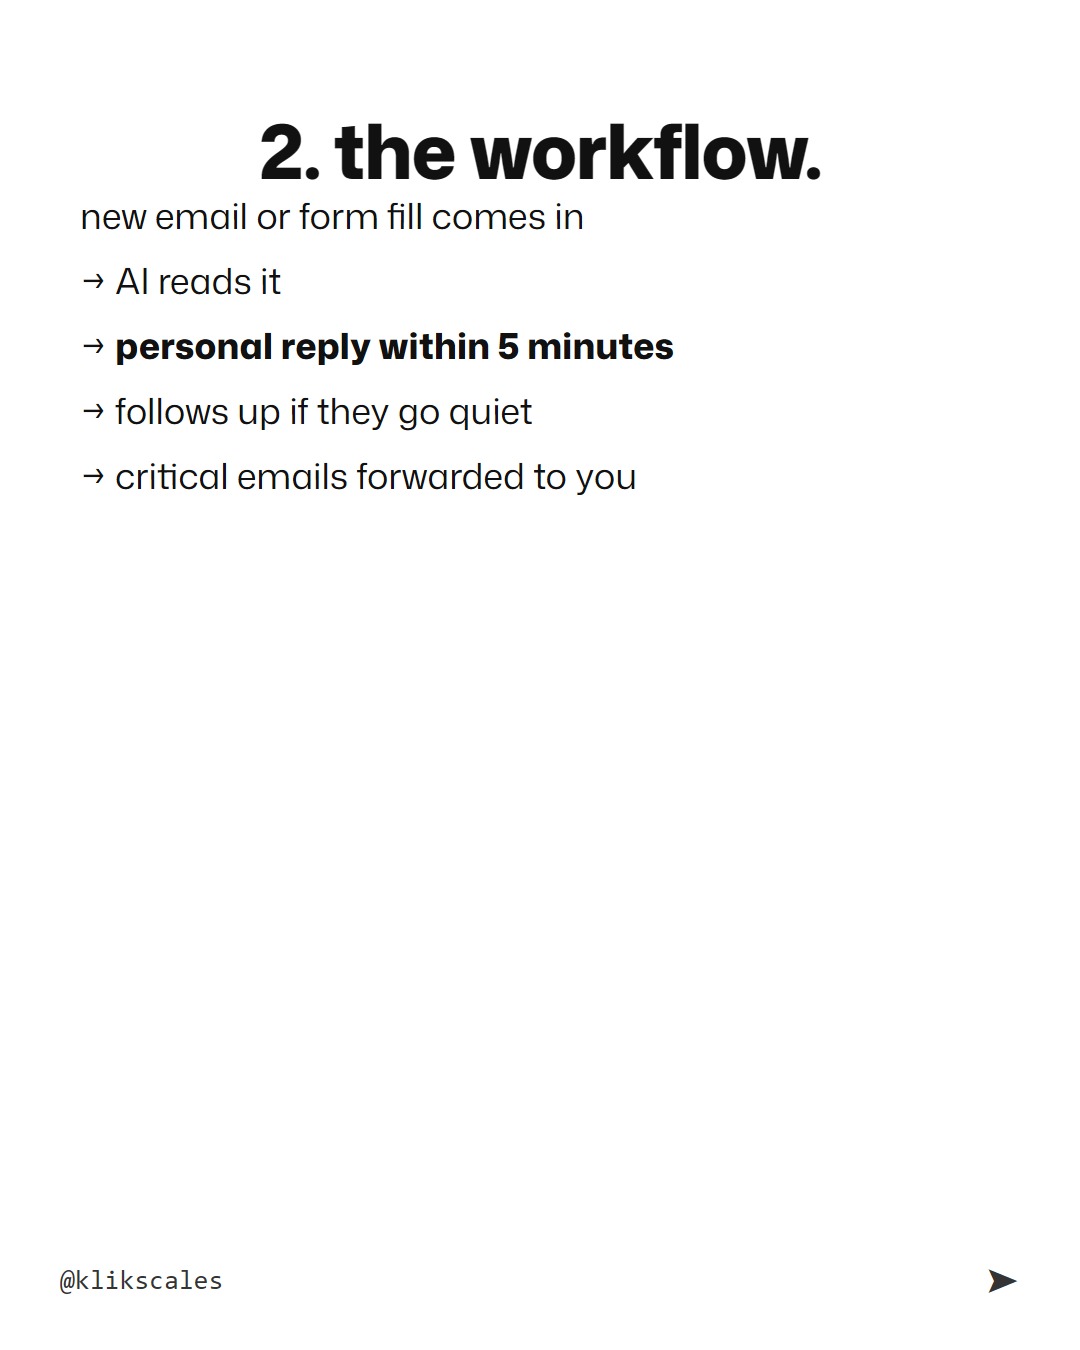 2. the workflow.
new email or form fill comes in
→ AI reads it
→ personal reply within 5 minutes
→ follows up if they go quiet
→ critical emails forwarded to you
@klikscales
➤